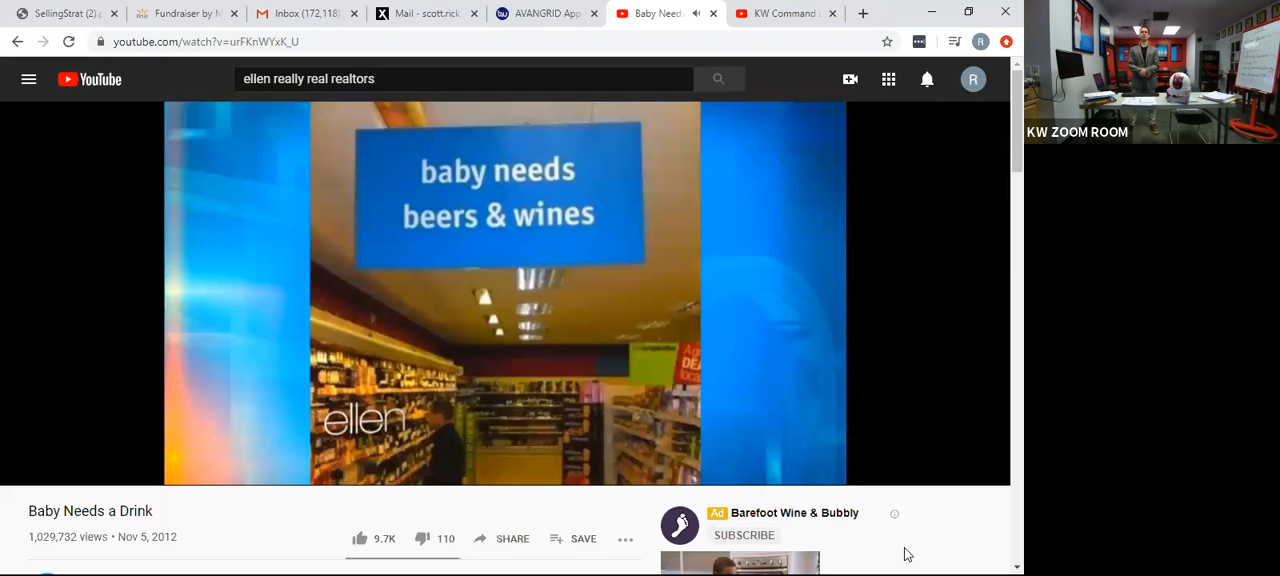 SellingStrat (2).p
Fundraiser by M
Inbox (172,118)
Mail - scott.rick
AVANGRID App
Baby Need
KW Command
youtube.com/watch?v=urFKnWYxK_U
R
YouTube
ellen really real realtors
R
KW ZOOM ROOM
baby needs
beers & wines
ellen
Baby Needs a Drink
1,029,732 views • Nov 5, 2012
9.7K
110
SHARE
SAVE
Ad Barefoot Wine & Bubbly
SUBSCRIBE